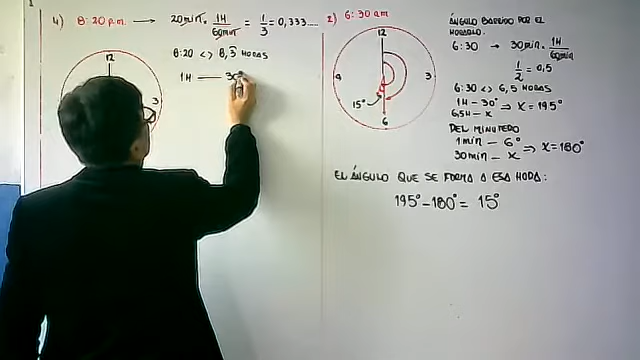 4) 8:20 p.m. → 20min. 1H/60min = 1/3 = 0,333....
8:20 <> 8,3 HORAS
1H — 30°
12
3
2) 6:30 am
12
9
3
6
15°
ÁNGULO BARRIDO POR EL
HORARIO.
6:30 → 30min. 1H/60min
1/2 = 0,5
6:30 <> 6,5 HORAS
1H - 30° ⇒ X = 195°
6,5H - X
DEL MINUTERO
1min - 6° ⇒ X = 180°
30min - X
EL ÁNGULO QUE SE FORMA A ESA HORA:
195° - 180° = 15°